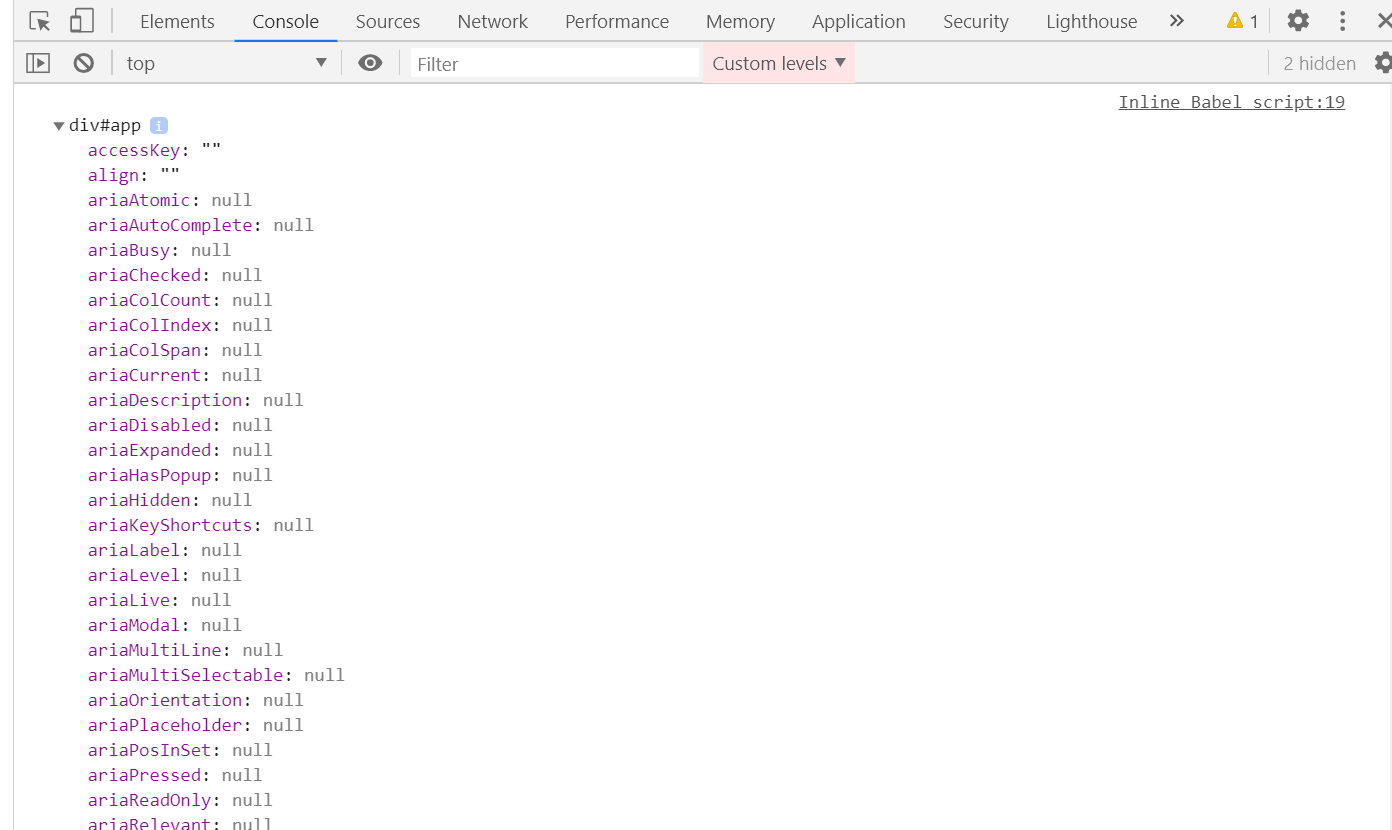 Elements Console Sources Network Performance Memory Application Security Lighthouse » 1
top Filter Custom levels 2 hidden
Inline Babel script:19
div#app i
accessKey: ""
align: ""
ariaAtomic: null
ariaAutoComplete: null
ariaBusy: null
ariaChecked: null
ariaColCount: null
ariaColIndex: null
ariaColSpan: null
ariaCurrent: null
ariaDescription: null
ariaDisabled: null
ariaExpanded: null
ariaHasPopup: null
ariaHidden: null
ariaKeyShortcuts: null
ariaLabel: null
ariaLevel: null
ariaLive: null
ariaModal: null
ariaMultiLine: null
ariaMultiSelectable: null
ariaOrientation: null
ariaPlaceholder: null
ariaPosInSet: null
ariaPressed: null
ariaReadOnly: null
ariaRelevant: null